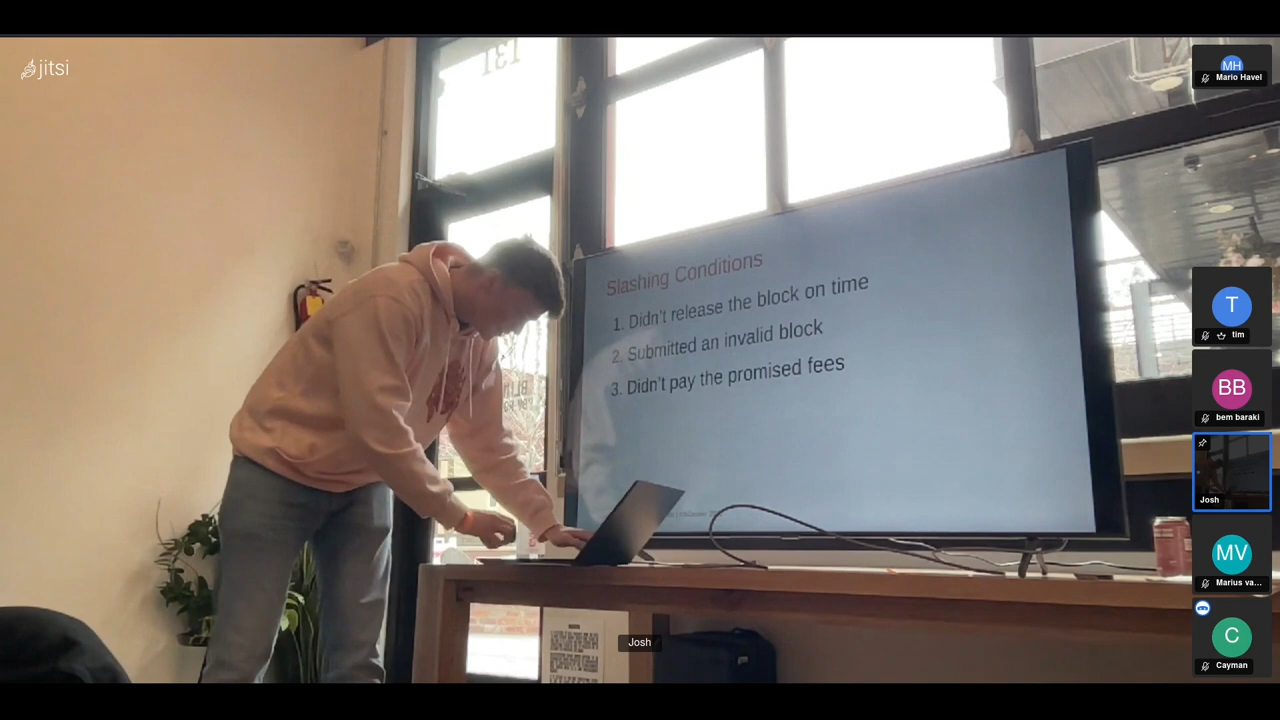 jitsi
131
Slashing Conditions
1. Didn't release the block on time
2. Submitted an invalid block
3. Didn't pay the promised fees
Josh
MH
Mario Havel
T
tim
BB
bem baraki
Josh
MV
Marius va...
C
Cayman